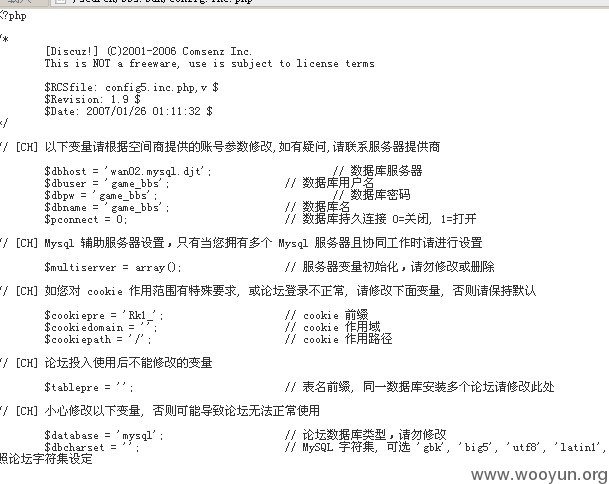 <?php
/*
[Discuz!] (C)2001-2006 Comsenz Inc.
This is NOT a freeware, use is subject to license terms
$RCSfile: config5.inc.php,v $
$Revision: 1.9 $
$Date: 2007/01/26 01:11:32 $
*/
// [CH] 以下变量请根据空间商提供的账号参数修改,如有疑问,请联系服务器提供商
$dbhost = 'wan02.mysql.djt'; // 数据库服务器
$dbuser = 'game_bbs'; // 数据库用户名
$dbpw = 'game_bbs'; // 数据库密码
$dbname = 'game_bbs'; // 数据库名
$pconnect = 0; // 数据库持久连接 0=关闭, 1=打开
// [CH] Mysql 辅助服务器设置，只有当您拥有多个 Mysql 服务器且协同工作时请进行设置
$multiserver = array(); // 服务器变量初始化，请勿修改或删除
// [CH] 如您对 cookie 作用范围有特殊要求, 或论坛登录不正常, 请修改下面变量, 否则请保持默认
$cookiepre = 'Rk1_'; // cookie 前缀
$cookiedomain = ''; // cookie 作用域
$cookiepath = '/'; // cookie 作用路径
// [CH] 论坛投入使用后不能修改的变量
$tablepre = ''; // 表名前缀, 同一数据库安装多个论坛请修改此处
// [CH] 小心修改以下变量, 否则可能导致论坛无法正常使用
$database = 'mysql'; // 论坛数据库类型，请勿修改
$dbcharset = ''; // MySQL 字符集, 可选 'gbk', 'big5', 'utf8', 'latin1',
照论坛字符集设定
www.wooyun.org